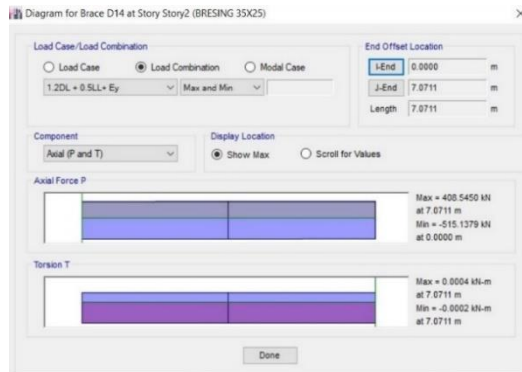 Diagram for Brace D14 at Story Story2 (BRESING 35X25)
Load Case/Load Combination
Load Case Load Combination Modal Case
1.2DL + 0.5LL+ Ey Max and Min
End Offset Location
I-End 0.0000 m
J-End 7.0711 m
Length 7.0711 m
Component
Axial (P and T)
Display Location
Show Max Scroll for Values
Axial Force P
Max = 408.5450 kN
at 7.0711 m
Min = -515.1379 kN
at 0.0000 m
Torsion T
Max = 0.0004 kN-m
at 7.0711 m
Min = -0.0002 kN-m
at 7.0711 m
Done